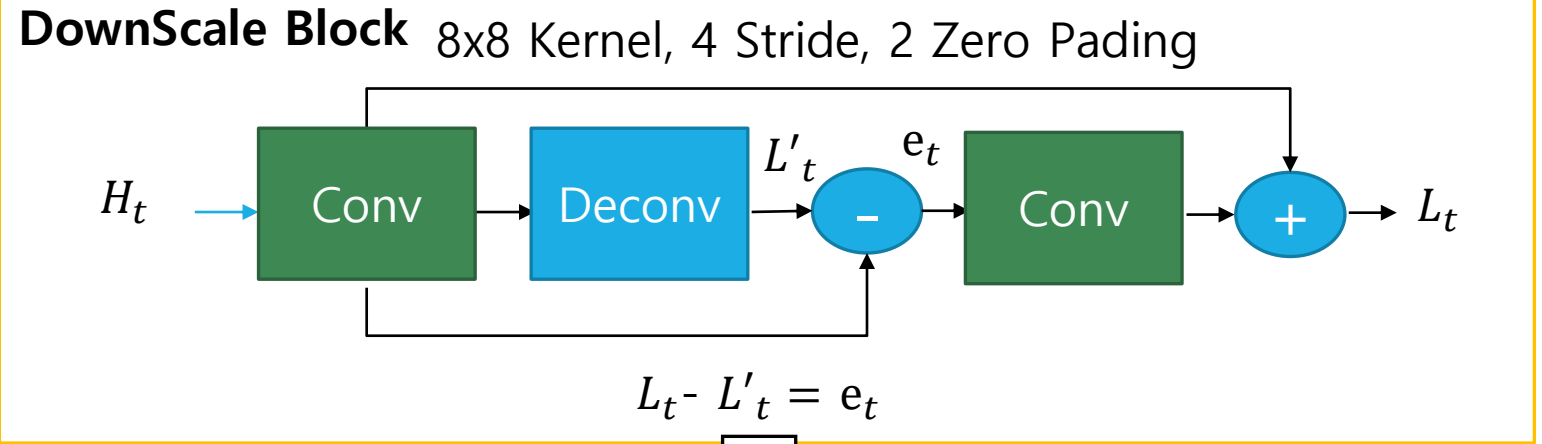 DownScale Block 8x8 Kernel, 4 Stride, 2 Zero Pading
H_t Conv Deconv L'_t - e_t Conv + L_t
L_t - L'_t = e_t